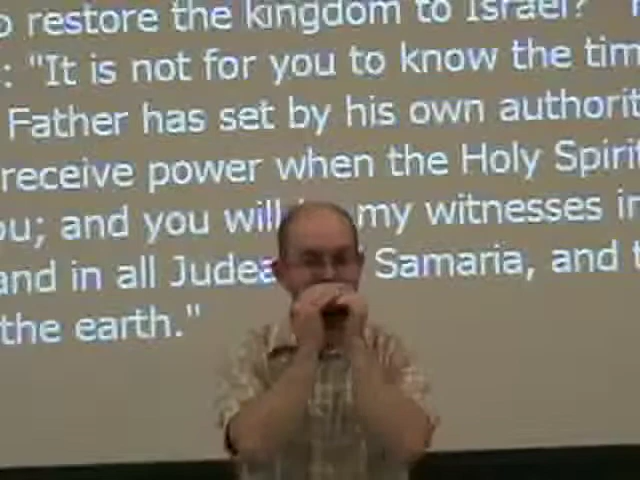 restore the kingdom to Israel?
: "It is not for you to know the tim
Father has set by his own authorit
receive power when the Holy Spiri
ou; and you will my witnesses in
and in all Judea Samaria, and
the earth."